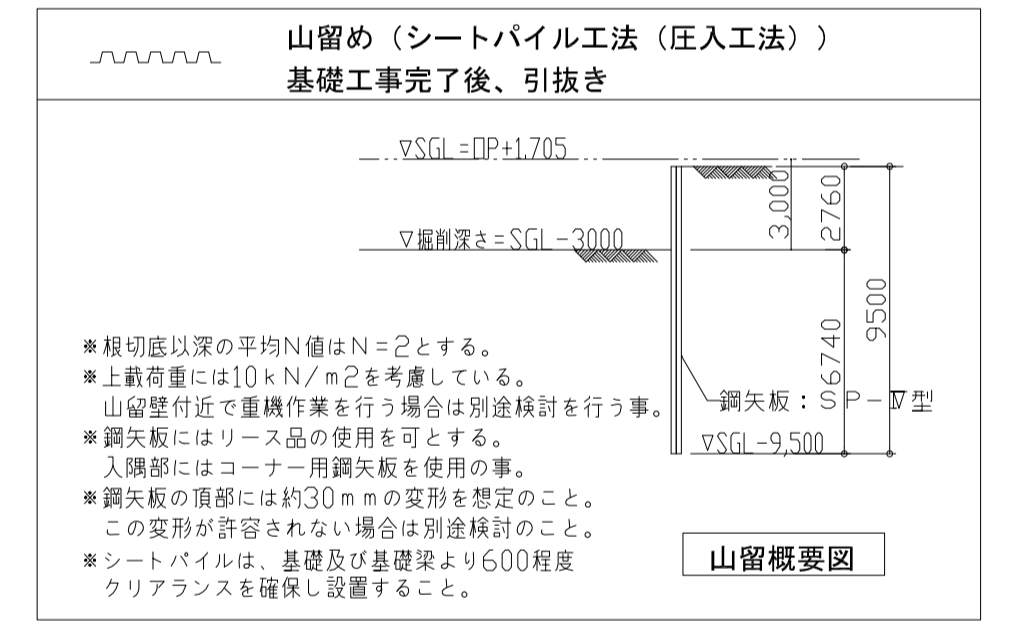 山留め（シートパイル工法（圧入工法））
基礎工事完了後、引抜き
▽SGL=OP+1.705
3,000
2760
▽掘削深さ=SGL-3000
9500
6740
※根切底以深の平均N値はN=2とする。
※上載荷重には10kN/m2を考慮している。
山留壁付近で重機作業を行う場合は別途検討を行う事。
鋼矢板：SP-Ⅳ型
※鋼矢板にはリース品の使用を可とする。
▽SGL-9,500
入隅部にはコーナー用鋼矢板を使用の事。
※鋼矢板の頂部には約30mmの変形を想定のこと。
この変形が許容されない場合は別途検討のこと。
※シートパイルは、基礎及び基礎梁より600程度
クリアランスを確保し設置すること。
山留概要図